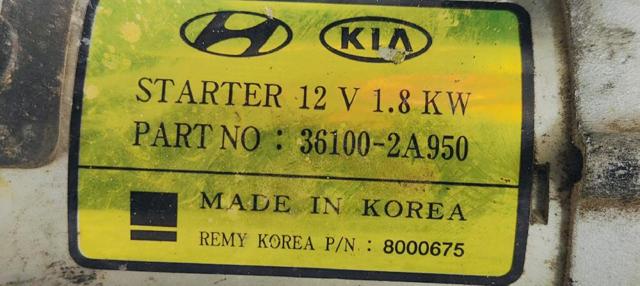 KIA
STARTER 12 V 1.8 KW
PART NO : 36100-2A950
MADE IN KOREA
REMY KOREA P/N : 8000675